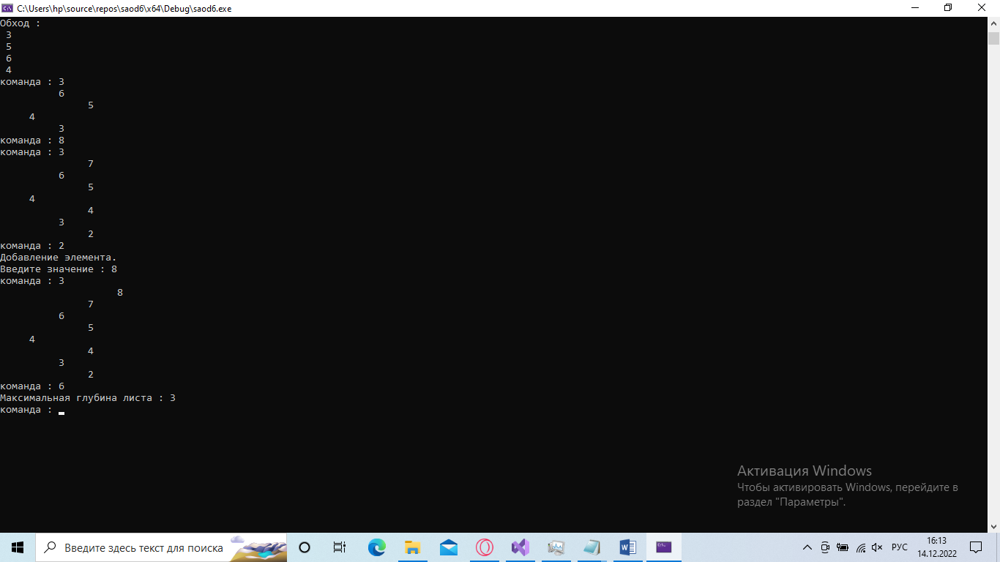 C:\Users\hp\source\repos\saod6\x64\Debug\saod6.exe
Обход :
3
5
6
4
команда : 3
6
5
4
3
команда : 8
команда : 3
7
6
5
4
4
3
2
команда : 2
Добавление элемента.
Введите значение : 8
команда : 3
8
7
6
5
4
4
3
2
команда : 6
Максимальная глубина листа : 3
команда :
Активация Windows
Чтобы активировать Windows, перейдите в
раздел "Параметры".
Введите здесь текст для поиска
РУС
16:13
14.12.2022